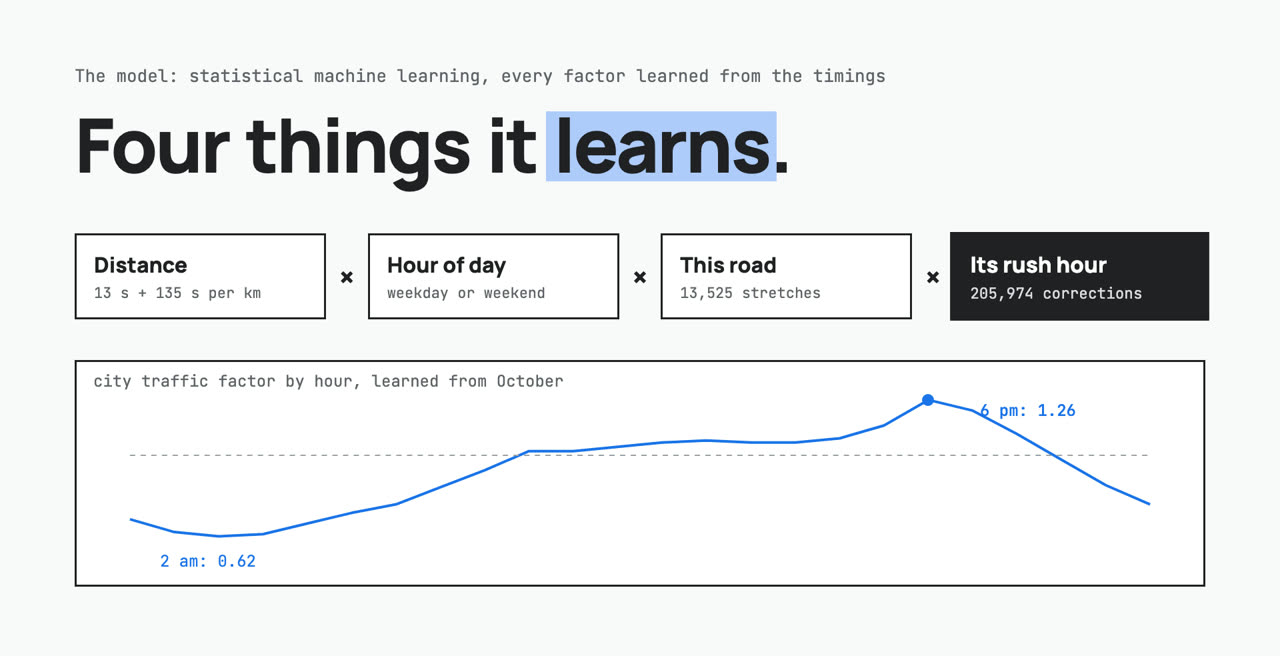 The model: statistical machine learning, every factor learned from the timings
Four things it learns.
Distance
13 s + 135 s per km
×
Hour of day
weekday or weekend
×
This road
13,525 stretches
×
Its rush hour
205,974 corrections
city traffic factor by hour, learned from October
6 pm: 1.26
2 am: 0.62